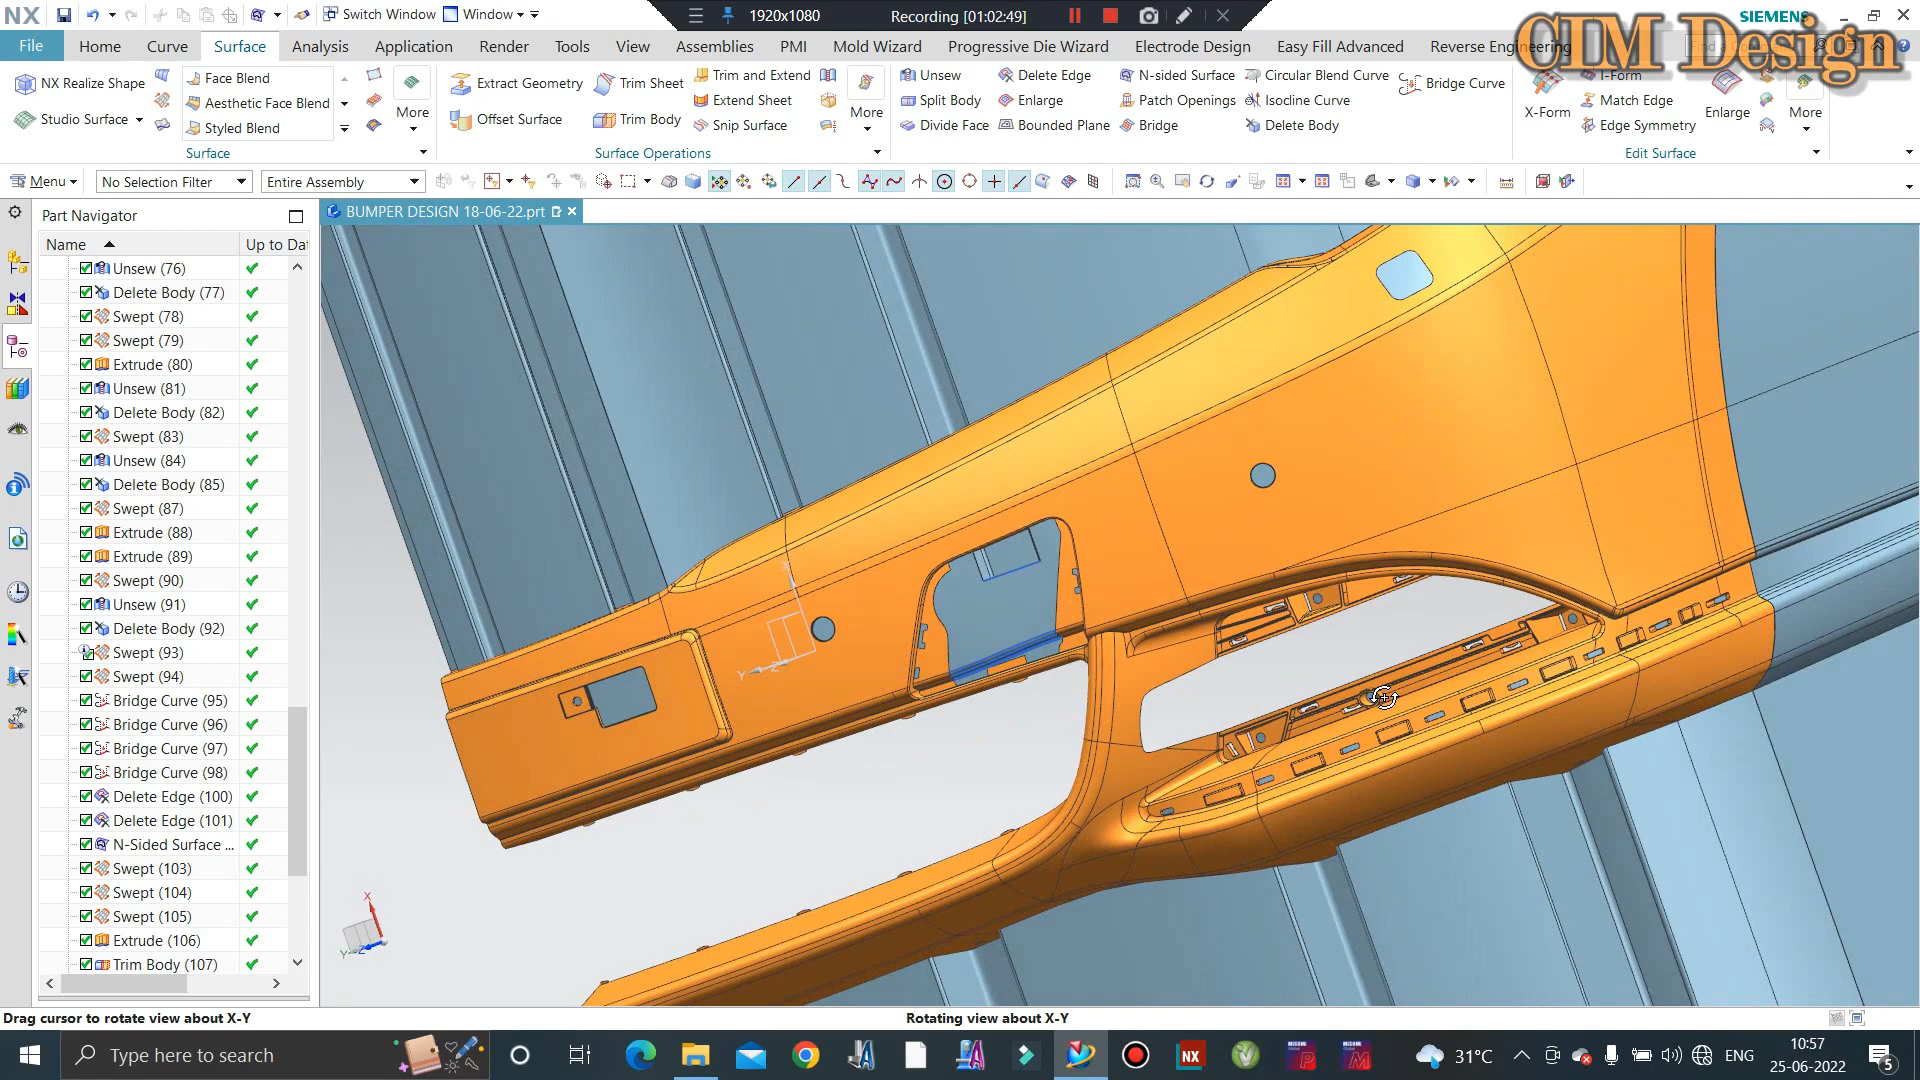 NX
Switch Window
Window
1920x1080
Recording [01:02:49]
SIEMENS
CIM Design
File
Home
Curve
Surface
Analysis
Application
Render
Tools
View
Assemblies
PMI
Mold Wizard
Progressive Die Wizard
Electrode Design
Easy Fill Advanced
Reverse Engineering
NX Realize Shape
Studio Surface
Face Blend
Aesthetic Face Blend
Styled Blend
More
Surface
Extract Geometry
Offset Surface
Trim Sheet
Trim Body
Trim and Extend
Extend Sheet
Snip Surface
More
Surface Operations
Unsew
Split Body
Divide Face
Delete Edge
Enlarge
Bounded Plane
N-sided Surface
Patch Openings
Bridge
Circular Blend Curve
Isocline Curve
Delete Body
Bridge Curve
X-Form
I-Form
Match Edge
Edge Symmetry
Enlarge
More
Edit Surface
Menu
No Selection Filter
Entire Assembly
Part Navigator
BUMPER DESIGN 18-06-22.prt
Name
Up to Dat
Unsew (76)
Delete Body (77)
Swept (78)
Swept (79)
Extrude (80)
Unsew (81)
Delete Body (82)
Swept (83)
Unsew (84)
Delete Body (85)
Swept (87)
Extrude (88)
Extrude (89)
Swept (90)
Unsew (91)
Delete Body (92)
Swept (93)
Swept (94)
Bridge Curve (95)
Bridge Curve (96)
Bridge Curve (97)
Bridge Curve (98)
Delete Edge (100)
Delete Edge (101)
N-Sided Surface ...
Swept (103)
Swept (104)
Swept (105)
Extrude (106)
Trim Body (107)
X
Y
Z
X
Y
Z
Drag cursor to rotate view about X-Y
Rotating view about X-Y
Type here to search
NX
31°C
ENG
10:57
25-06-2022
5